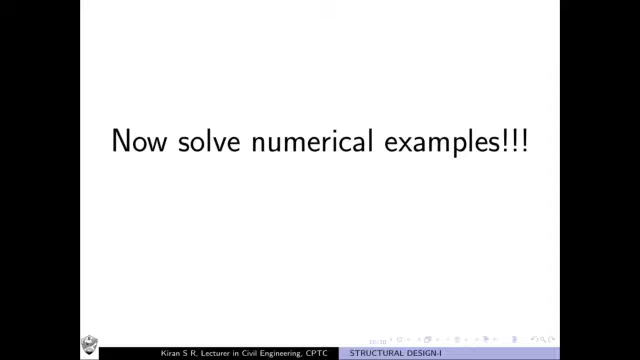 Now solve numerical examples!!!
Kiran S R, Lecturer in Civil Engineering, CPTC
STRUCTURAL DESIGN-I